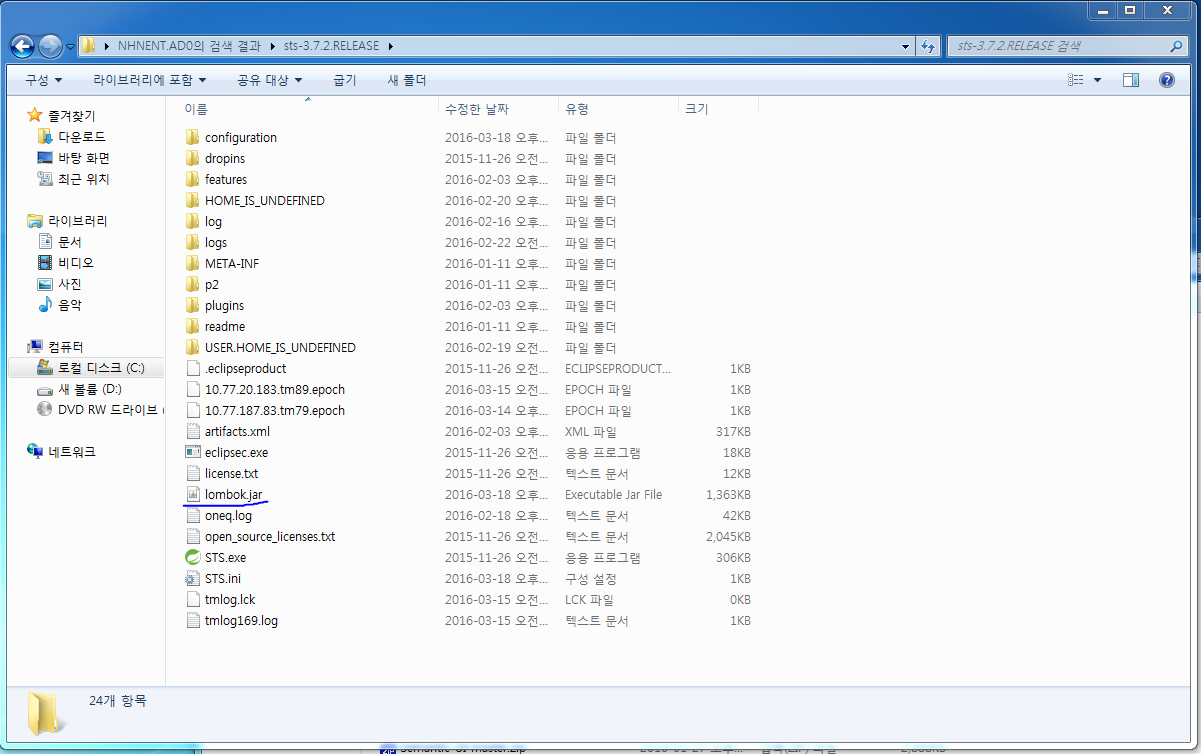 NHNENT.AD0의 검색 결과 sts-3.7.2.RELEASE
sts-3.7.2.RELEASE 검색
구성 라이브러리에 포함 공유 대상 굽기 새 폴더
즐겨찾기
다운로드
바탕 화면
최근 위치
라이브러리
문서
비디오
사진
음악
컴퓨터
로컬 디스크 (C:)
새 볼륨 (D:)
DVD RW 드라이브 (
네트워크
이름 수정한 날짜 유형 크기
configuration 2016-03-18 오후... 파일 폴더
dropins 2015-11-26 오전... 파일 폴더
features 2016-02-03 오후... 파일 폴더
HOME_IS_UNDEFINED 2016-02-20 오후... 파일 폴더
log 2016-02-16 오후... 파일 폴더
logs 2016-02-22 오전... 파일 폴더
META-INF 2016-01-11 오후... 파일 폴더
p2 2016-01-11 오후... 파일 폴더
plugins 2016-02-03 오후... 파일 폴더
readme 2016-01-11 오후... 파일 폴더
USER.HOME_IS_UNDEFINED 2016-02-19 오후... 파일 폴더
.eclipseproduct 2015-11-26 오전... ECLIPSEPRODUCT... 1KB
10.77.20.183.tm89.epoch 2016-03-15 오전... EPOCH 파일 1KB
10.77.187.83.tm79.epoch 2016-03-14 오후... EPOCH 파일 1KB
artifacts.xml 2016-02-03 오후... XML 파일 317KB
eclipsec.exe 2015-11-26 오전... 응용 프로그램 18KB
license.txt 2015-11-26 오전... 텍스트 문서 12KB
lombok.jar 2016-03-18 오후... Executable Jar File 1,363KB
oneq.log 2016-02-18 오후... 텍스트 문서 42KB
open_source_licenses.txt 2015-11-26 오전... 텍스트 문서 2,045KB
STS.exe 2015-11-26 오전... 응용 프로그램 306KB
STS.ini 2016-03-18 오후... 구성 설정 1KB
tmlog.lck 2016-03-15 오전... LCK 파일 0KB
tmlog169.log 2016-03-15 오전... 텍스트 문서 1KB
24개 항목